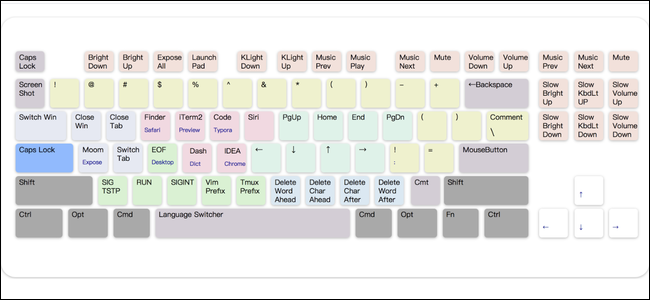 Caps Lock Bright Down Bright Up Expose All Launch Pad KLight Down KLight Up Music Prev Music Play Music Next Mute Volume Down Volume Up Music Prev Music Next Mute
Screen Shot ! @ # $ % ^ & * ( ) – + ←Backspace Slow Bright Up Slow KbdLt UP Slow Volume Up
Switch Win Close Win Close Tab Finder Safari iTerm2 Preview Code Typora Siri PgUp Home End PgDn ( ) Comment \ Slow Bright Down Slow KbdLt Down Slow Volume Down
Caps Lock Moom Expose Switch Tab EOF Desktop Dash Dict IDEA Chrome ← ↓ ↑ → ! : = MouseButton
Shift SIG TSTP RUN SIGINT Vim Prefix Tmux Prefix Delete Word Ahead Delete Char Ahead Delete Char After Delete Word After Cmt Shift ↑
Ctrl Opt Cmd Language Switcher Cmd Opt Fn Ctrl ← ↓ →